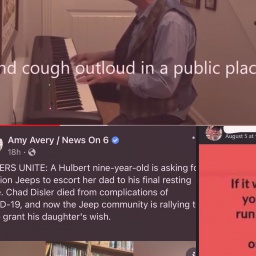 nd cough outloud in a public plac
Amy Avery / News On 6
18h
ERS UNITE: A Hulbert nine-year-old is asking fo
ion Jeeps to escort her dad to his final resting
e. Chad Disler died from complications of
D-19, and now the Jeep community is rallying t
grant his daughter's wish.
August 5 at
If it w
yo
run
o